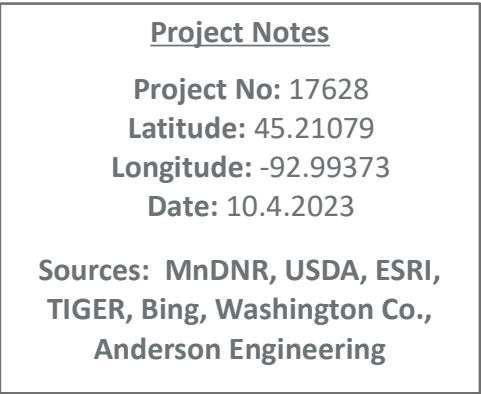 Project Notes
Project No: 17628
Latitude: 45.21079
Longitude: -92.99373
Date: 10.4.2023
Sources:  MnDNR, USDA, ESRI,
TIGER, Bing, Washington Co.,
Anderson Engineering